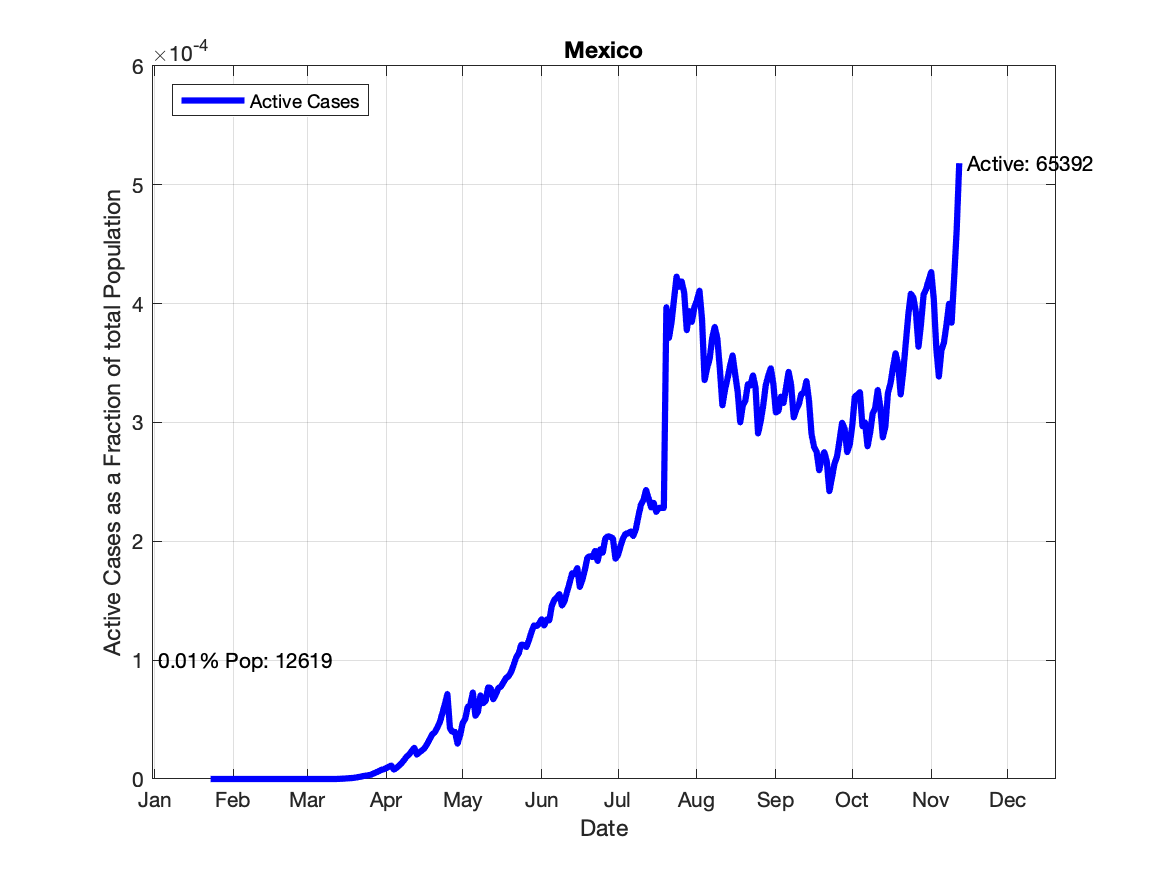 Mexico
×10-4
6
5
4
3
2
1
0
Active Cases as a Fraction of total Population
Active Cases
Active: 65392
0.01% Pop: 12619
Jan Feb Mar Apr May Jun Jul Aug Sep Oct Nov Dec
Date